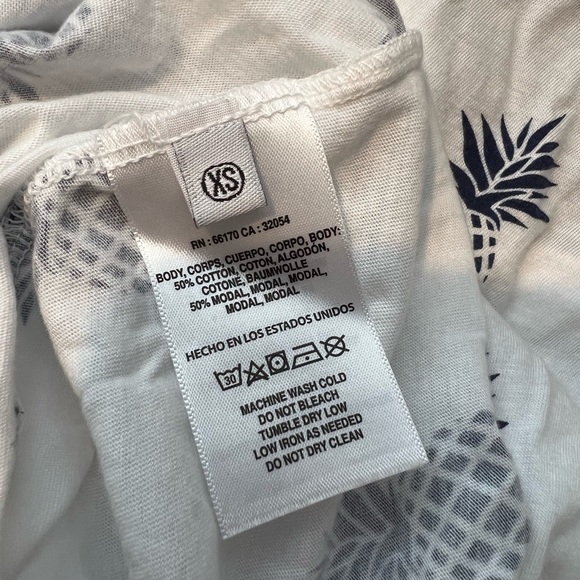 XS
RN : 66170 CA : 32054
BODY, CORPS, CUERPO, CORPO, BODY:
50% COTTON, COTON, ALGODÓN,
COTONE, BAUMWOLLE
50% MODAL, MODAL, MODAL,
MODAL, MODAL
HECHO EN LOS ESTADOS UNIDOS
30
MACHINE WASH COLD
DO NOT BLEACH
TUMBLE DRY LOW
LOW IRON AS NEEDED
DO NOT DRY CLEAN